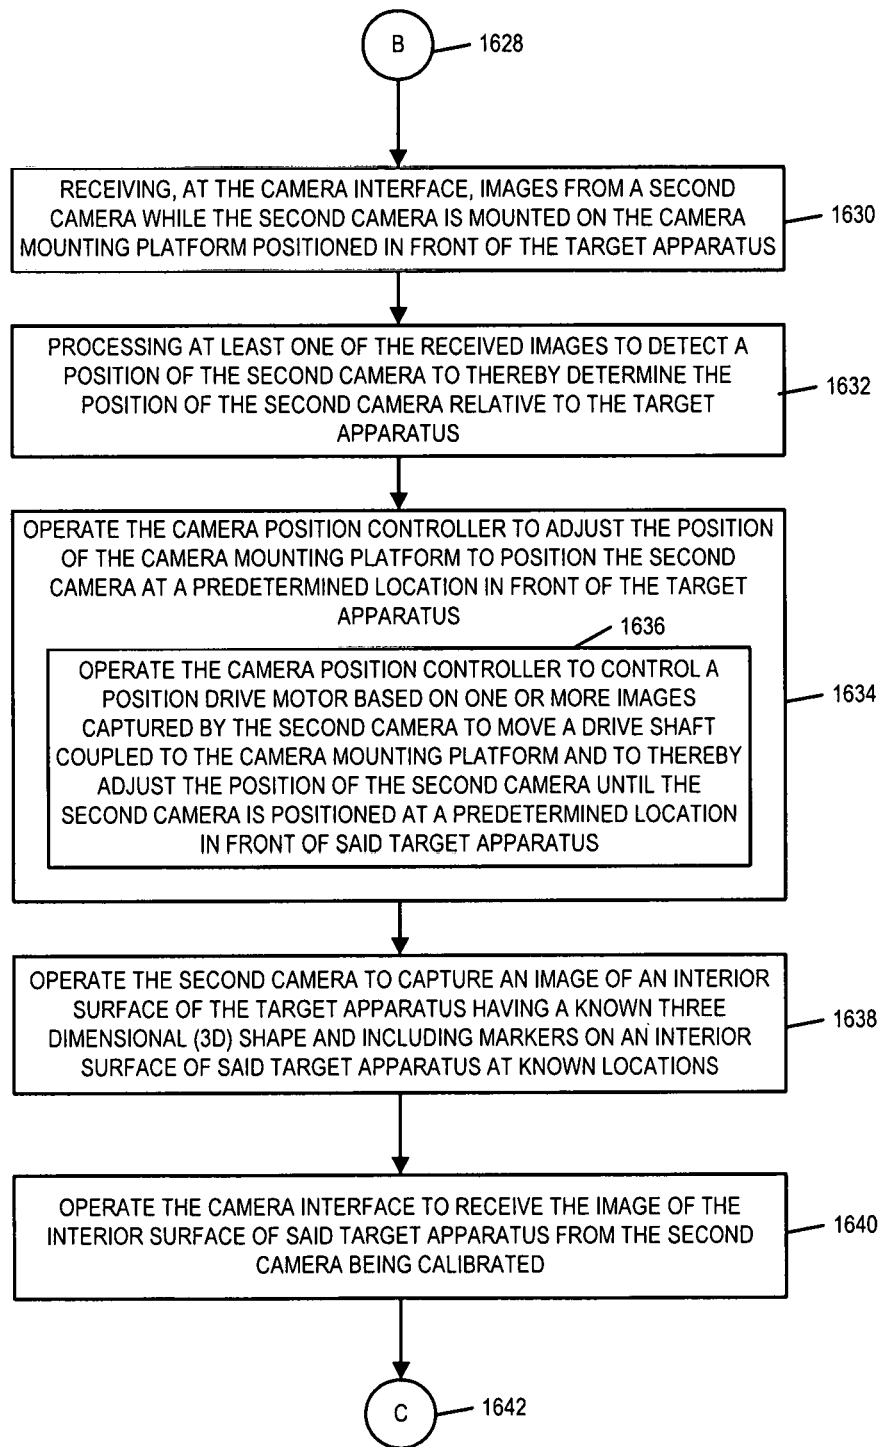 B
1628
RECEIVING, AT THE CAMERA INTERFACE, IMAGES FROM A SECOND
CAMERA WHILE THE SECOND CAMERA IS MOUNTED ON THE CAMERA
MOUNTING PLATFORM POSITIONED IN FRONT OF THE TARGET APPARATUS
1630
PROCESSING AT LEAST ONE OF THE RECEIVED IMAGES TO DETECT A
POSITION OF THE SECOND CAMERA TO THEREBY DETERMINE THE
POSITION OF THE SECOND CAMERA RELATIVE TO THE TARGET
APPARATUS
1632
OPERATE THE CAMERA POSITION CONTROLLER TO ADJUST THE POSITION
OF THE CAMERA MOUNTING PLATFORM TO POSITION THE SECOND
CAMERA AT A PREDETERMINED LOCATION IN FRONT OF THE TARGET
APPARATUS
1636
OPERATE THE CAMERA POSITION CONTROLLER TO CONTROL A
POSITION DRIVE MOTOR BASED ON ONE OR MORE IMAGES
CAPTURED BY THE SECOND CAMERA TO MOVE A DRIVE SHAFT
COUPLED TO THE CAMERA MOUNTING PLATFORM AND TO THEREBY
ADJUST THE POSITION OF THE SECOND CAMERA UNTIL THE
SECOND CAMERA IS POSITIONED AT A PREDETERMINED LOCATION
IN FRONT OF SAID TARGET APPARATUS
1634
OPERATE THE SECOND CAMERA TO CAPTURE AN IMAGE OF AN INTERIOR
SURFACE OF THE TARGET APPARATUS HAVING A KNOWN THREE
DIMENSIONAL (3D) SHAPE AND INCLUDING MARKERS ON AN INTERIOR
SURFACE OF SAID TARGET APPARATUS AT KNOWN LOCATIONS
1638
OPERATE THE CAMERA INTERFACE TO RECEIVE THE IMAGE OF THE
INTERIOR SURFACE OF SAID TARGET APPARATUS FROM THE SECOND
CAMERA BEING CALIBRATED
1640
C
1642